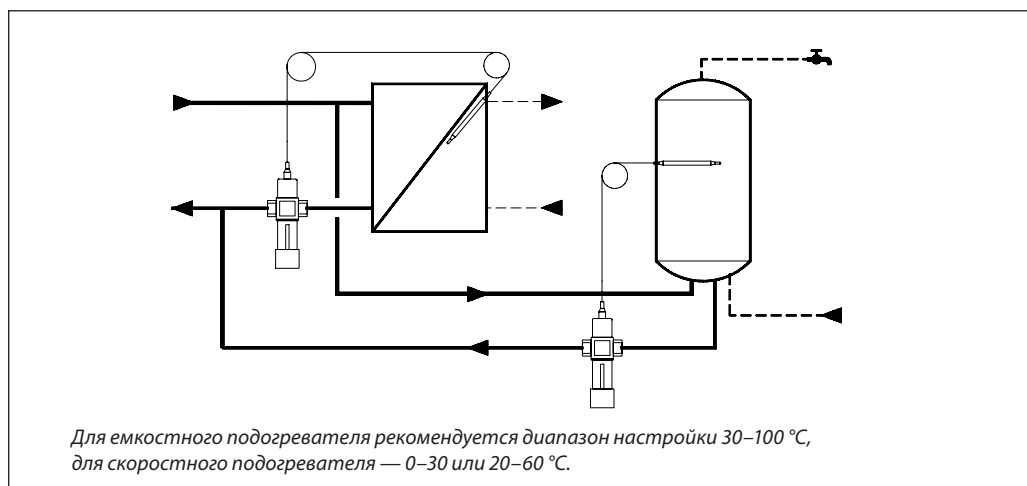 Для емкостного подогревателя рекомендуется диапазон настройки 30–100 °C,
для скоростного подогревателя — 0–30 или 20–60 °C.